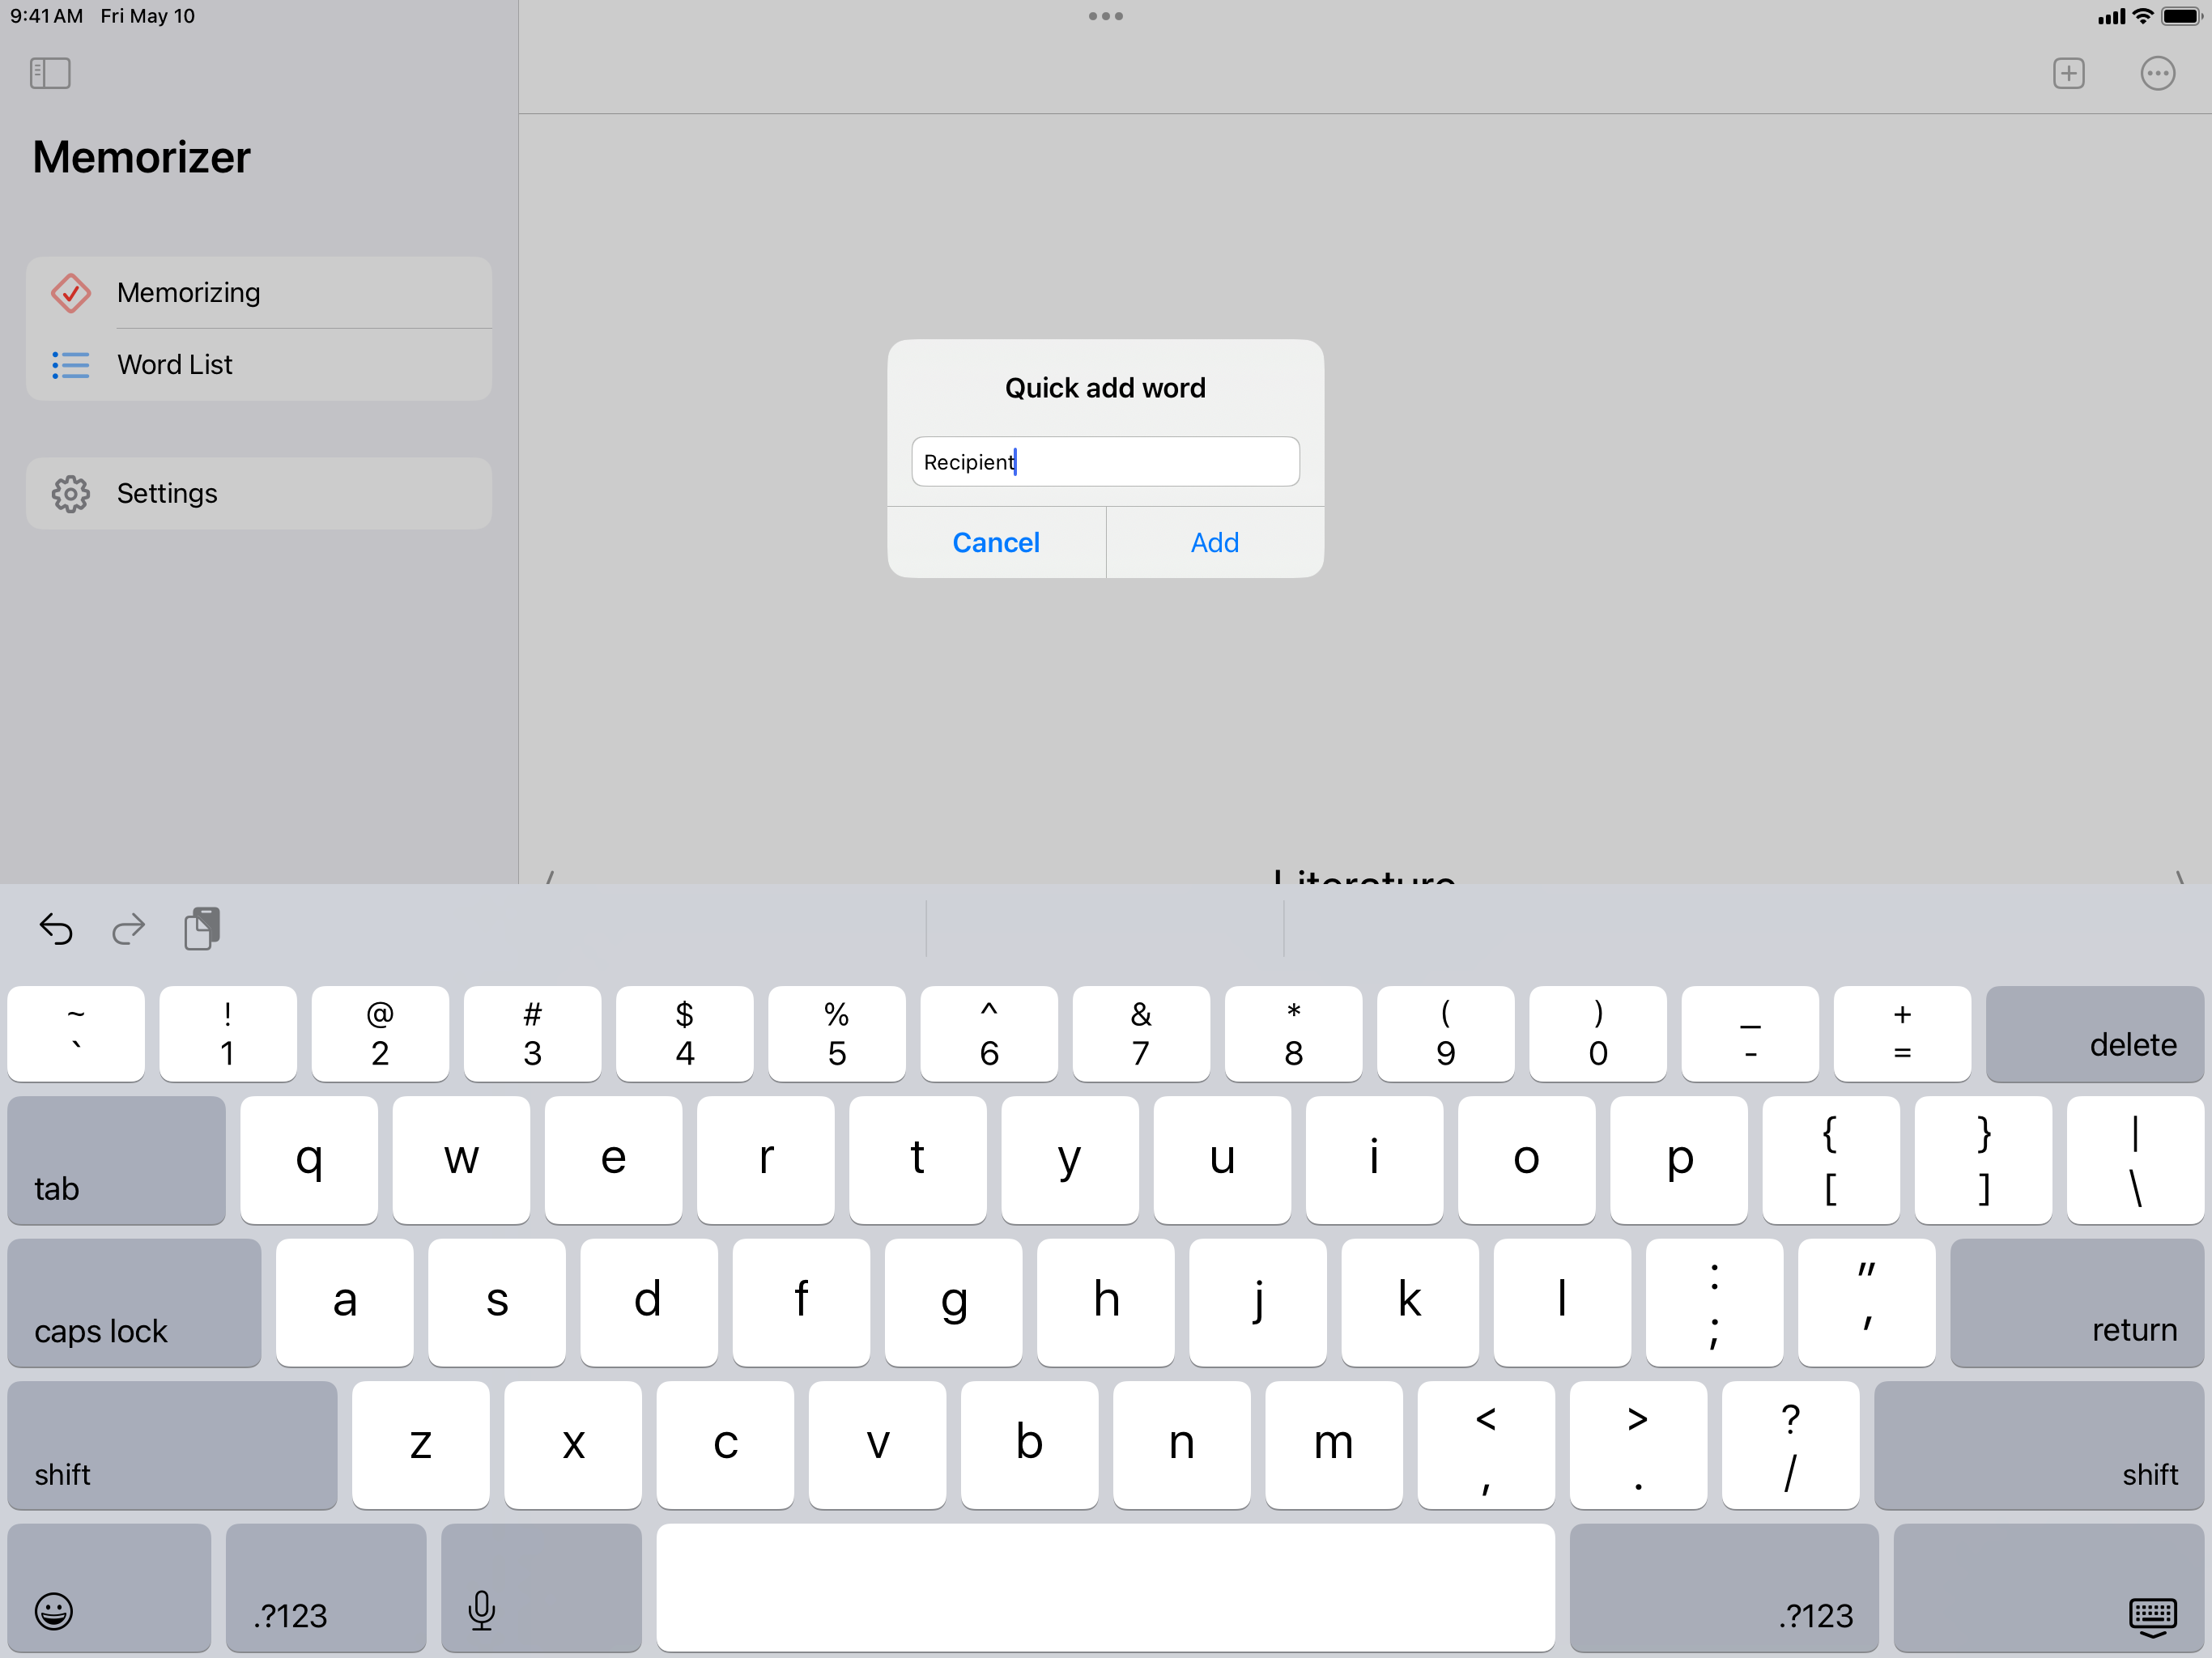 9:41 AM Fri May 10
Memorizer
Memorizing
Word List
Settings
Quick add word
Recipient
Cancel
Add
Literature
~ ! @ # $ % ^ & * ( ) _ +
` 1 2 3 4 5 6 7 8 9 0 - = delete
tab q w e r t y u i o p { [ } ] | \
caps lock a s d f g h j k l : ; " ' return
shift z x c v b n m < , > . ? / shift
.?123 .?123